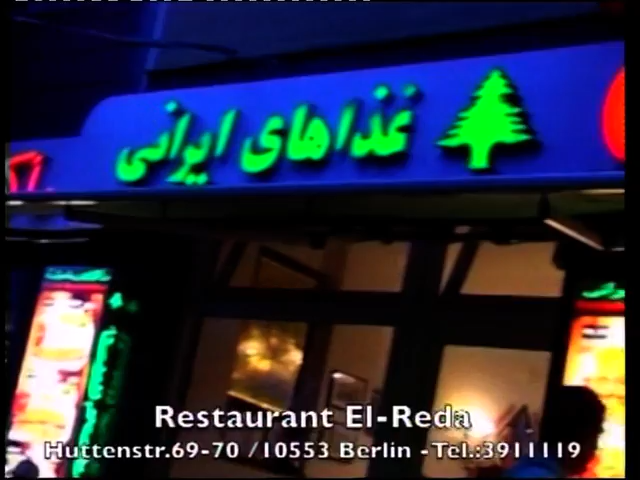 غذاهای ایرانی
Restaurant El-Reda
Huttenstr.69-70 /10553 Berlin -Tel.:3911119